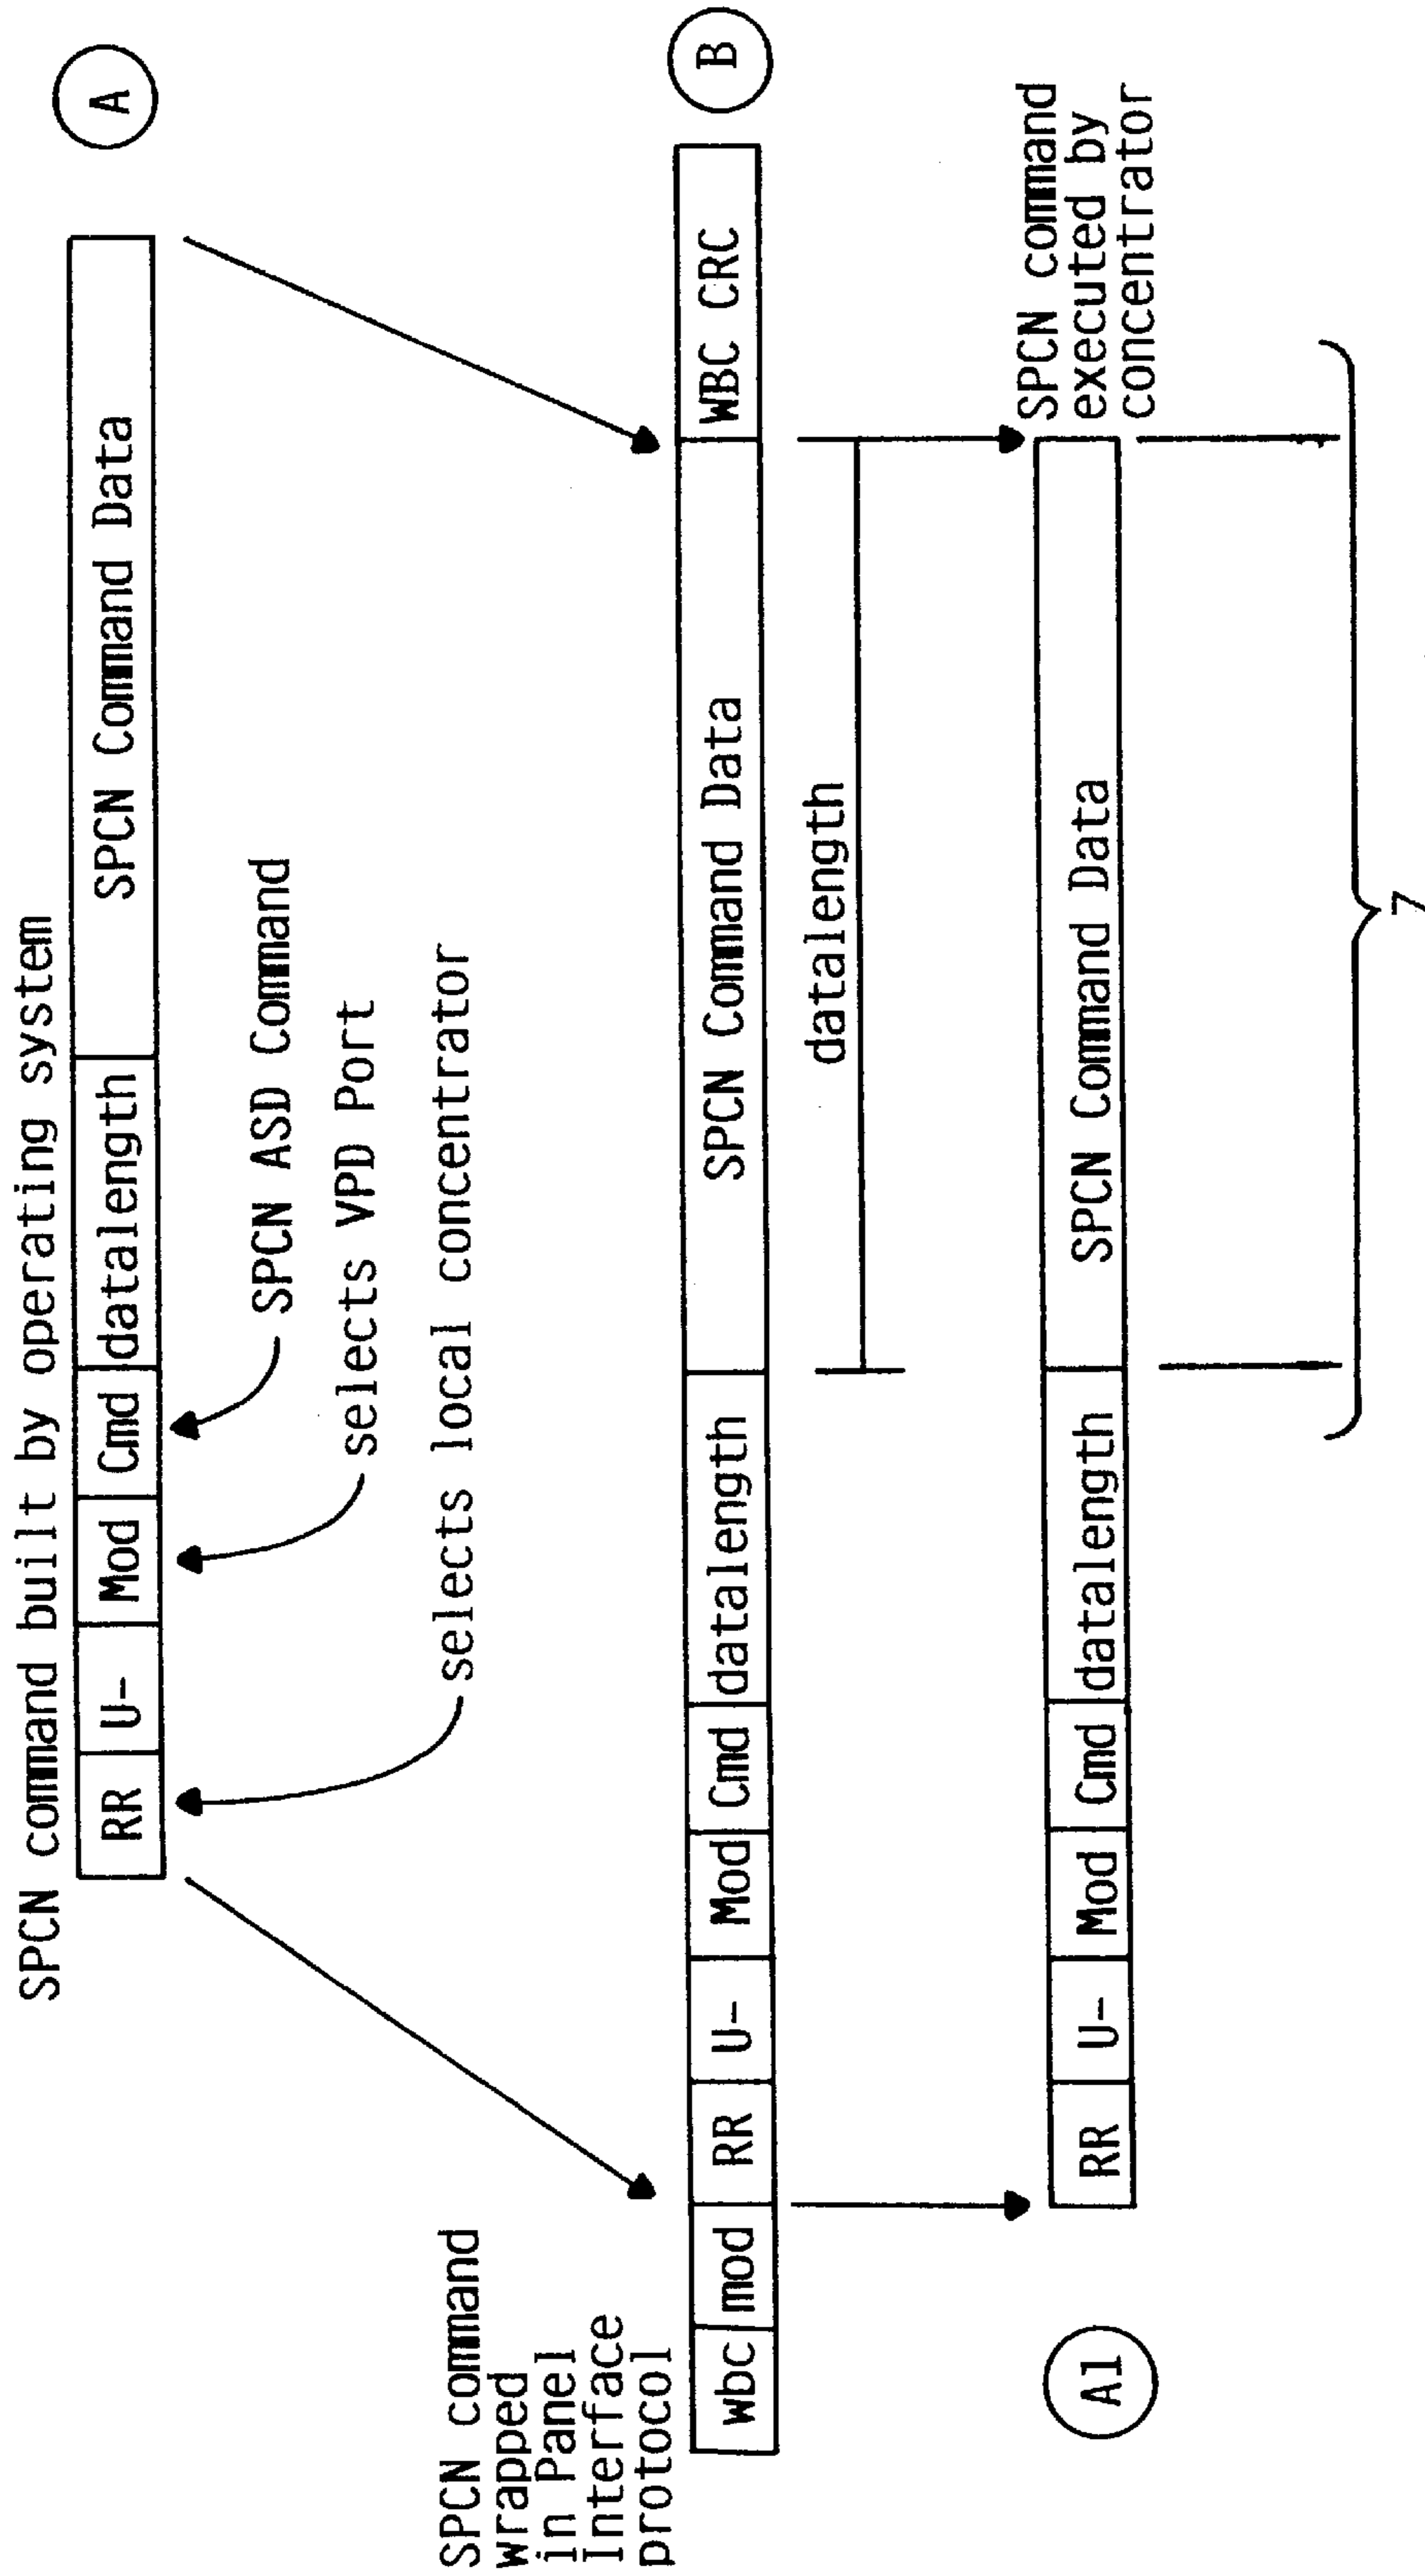 SPCN command built by operating system
RR U- Mod Cmd datalength SPCN Command Data
A
SPCN ASD Command
selects VPD Port
selects local concentrator
SPCN command
wrapped
in Panel
Interface
protocol
wbc mod RR U- Mod Cmd datalength SPCN Command Data WBC CRC
B
datalength
A1
RR U- Mod Cmd datalength SPCN Command Data
SPCN command
executed by
concentrator
7